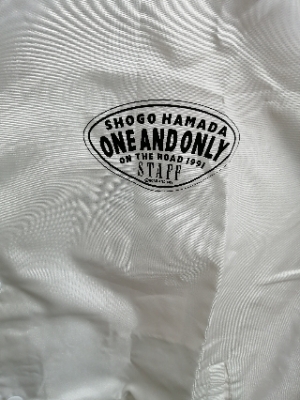 SHOGO HAMADA
ONE AND ONLY
ON THE ROAD 1991
STAFF